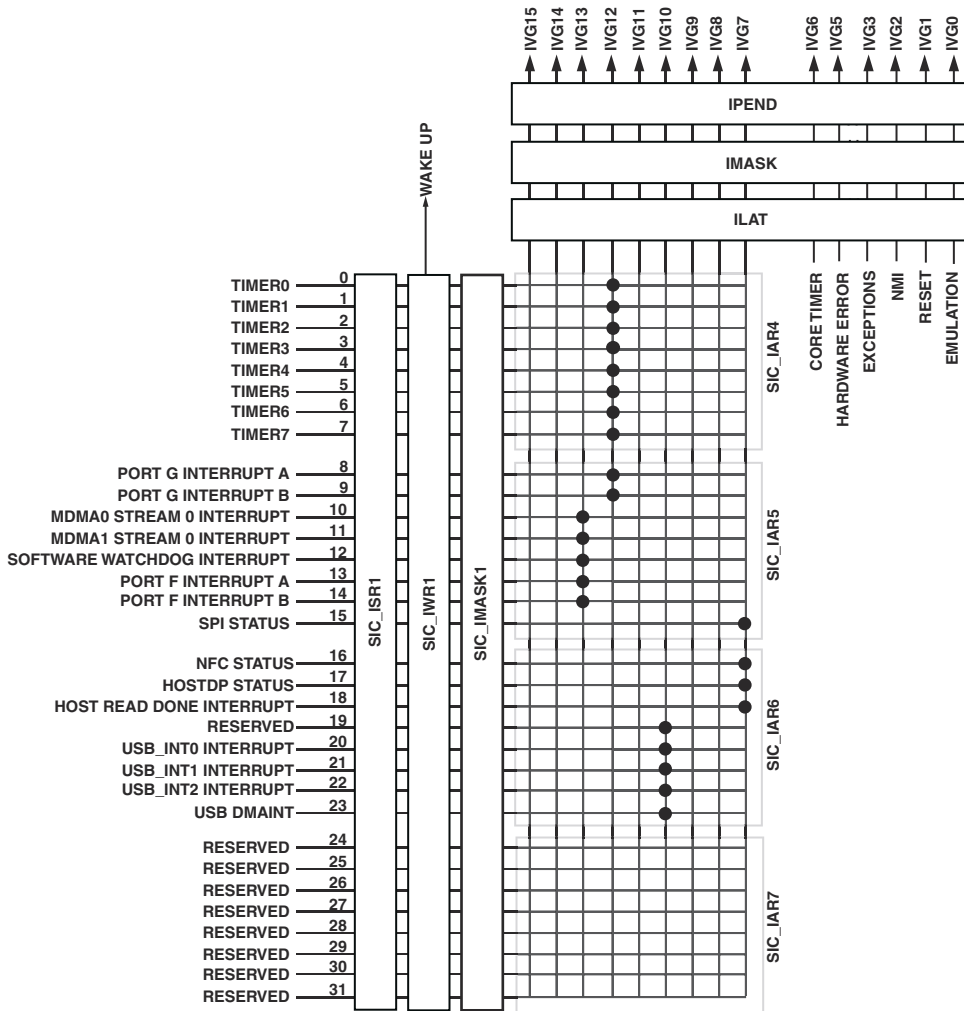 IVG15
IVG14
IVG13
IVG12
IVG11
IVG10
IVG9
IVG8
IVG7
IVG6
IVG5
IVG3
IVG2
IVG1
IVG0
IPEND
IMASK
ILAT
WAKE UP
CORE TIMER
HARDWARE ERROR
EXCEPTIONS
NMI
RESET
EMULATION
SIC_ISR1
SIC_IWR1
SIC_IMASK1
TIMER0 0
TIMER1 1
TIMER2 2
TIMER3 3
TIMER4 4
TIMER5 5
TIMER6 6
TIMER7 7
SIC_IAR4
PORT G INTERRUPT A 8
PORT G INTERRUPT B 9
MDMA0 STREAM 0 INTERRUPT 10
MDMA1 STREAM 0 INTERRUPT 11
SOFTWARE WATCHDOG INTERRUPT 12
PORT F INTERRUPT A 13
PORT F INTERRUPT B 14
SPI STATUS 15
SIC_IAR5
NFC STATUS 16
HOSTDP STATUS 17
HOST READ DONE INTERRUPT 18
RESERVED 19
USB_INT0 INTERRUPT 20
USB_INT1 INTERRUPT 21
USB_INT2 INTERRUPT 22
USB DMAINT 23
SIC_IAR6
RESERVED 24
RESERVED 25
RESERVED 26
RESERVED 27
RESERVED 28
RESERVED 29
RESERVED 30
RESERVED 31
SIC_IAR7